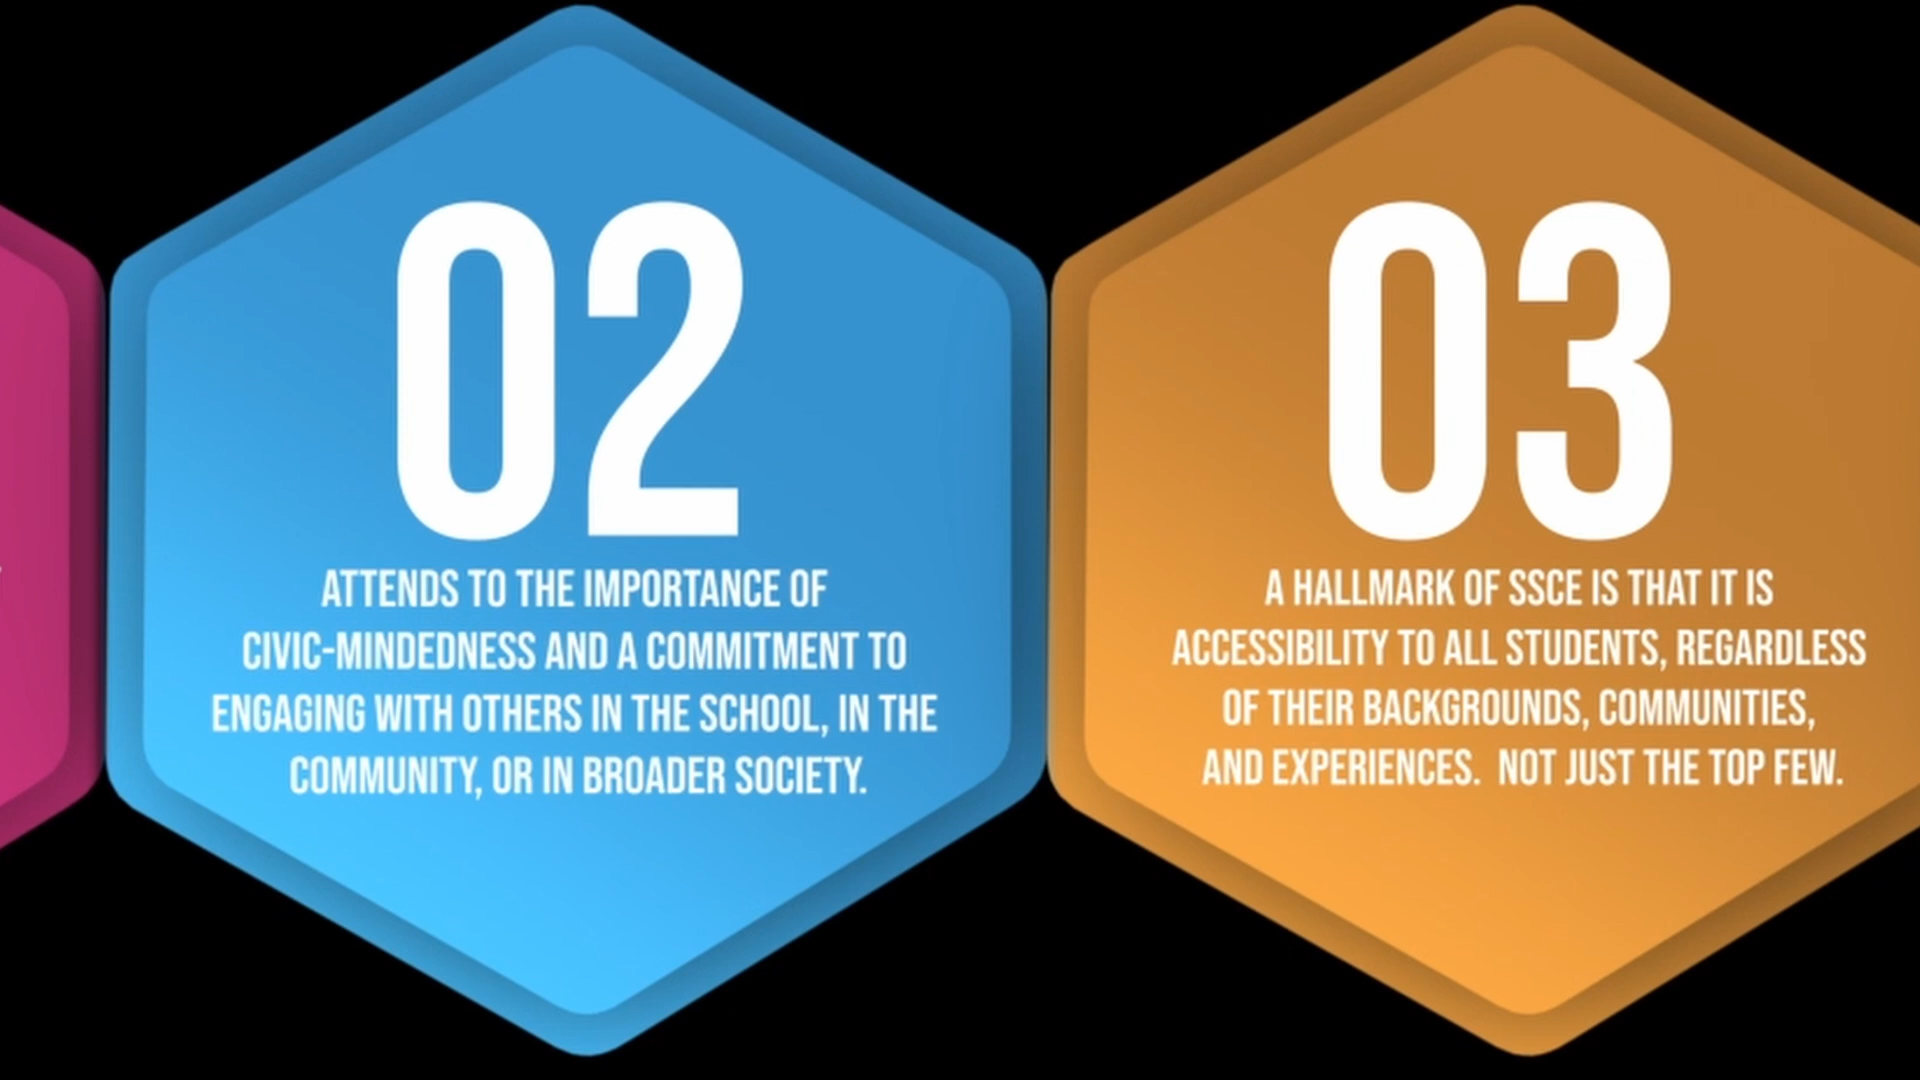 02
ATTENDS TO THE IMPORTANCE OF
CIVIC-MINDEDNESS AND A COMMITMENT TO
ENGAGING WITH OTHERS IN THE SCHOOL, IN THE
COMMUNITY, OR IN BROADER SOCIETY.
03
A HALLMARK OF SSCE IS THAT IT IS
ACCESSIBILITY TO ALL STUDENTS, REGARDLESS
OF THEIR BACKGROUNDS, COMMUNITIES,
AND EXPERIENCES.  NOT JUST THE TOP FEW.